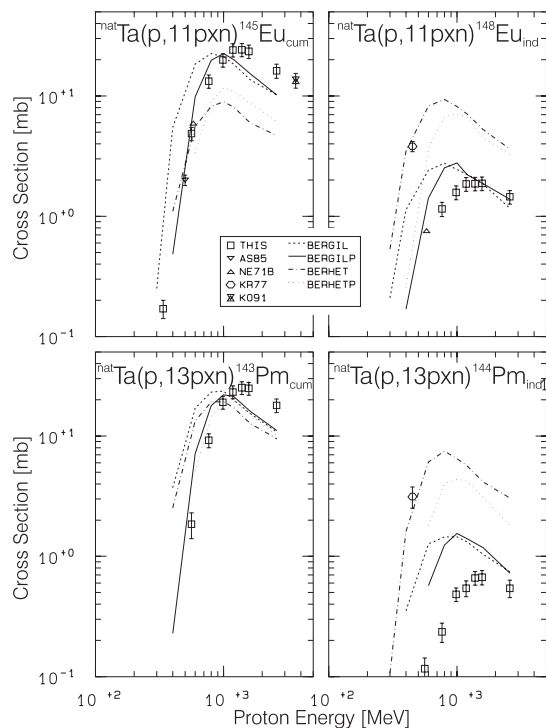 natTa(p,11pxn)145Eucum
natTa(p,11pxn)148Euind
Cross Section [mb]
10+1
10+0
10-1
THIS
AS85
NE71B
KR77
KO91
BERGIL
BERGILP
BERHET
BERHETP
natTa(p,13pxn)143Pmcum
natTa(p,13pxn)144Pmind
Cross Section [mb]
10+1
10+0
10-1
10+2
10+3
10+2
10+3
Proton Energy [MeV]